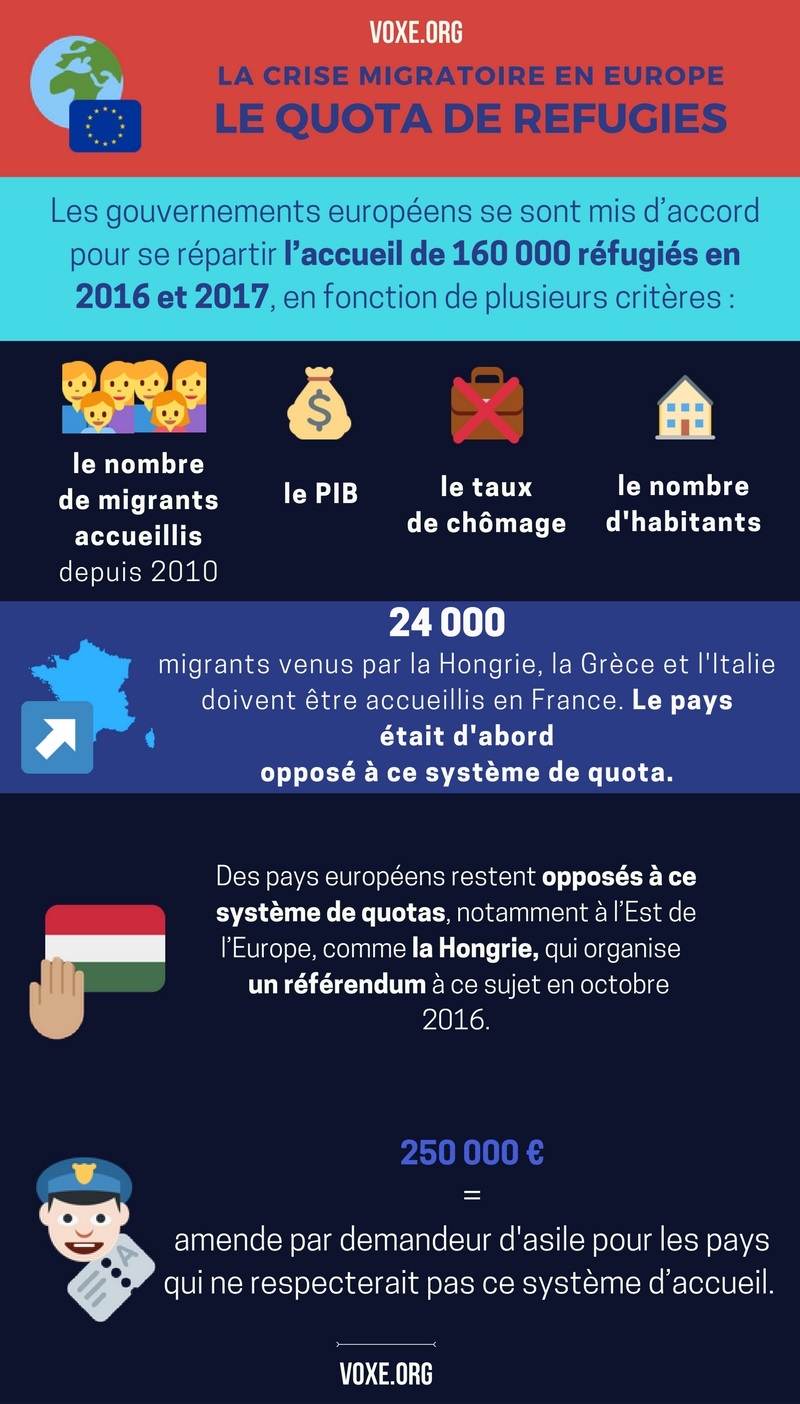 VOXE.ORG
LA CRISE MIGRATOIRE EN EUROPE
LE QUOTA DE REFUGIES
Les gouvernements européens se sont mis d'accord
pour se répartir l'accueil de 160 000 réfugiés en
2016 et 2017, en fonction de plusieurs critères :
le nombre
de migrants
accueillis
depuis 2010
$
le PIB
le taux
de chômage
le nombre
d'habitants
24 000
migrants venus par la Hongrie, la Grèce et l'Italie
doivent être accueillis en France. Le pays
était d'abord
opposé à ce système de quota.
Des pays européens restent opposés à ce
système de quotas, notamment à l'Est de
l'Europe, comme la Hongrie, qui organise
un référendum à ce sujet en octobre
2016.
250 000 €
=
amende par demandeur d'asile pour les pays
qui ne respecterait pas ce système d'accueil.
A
VOXE.ORG